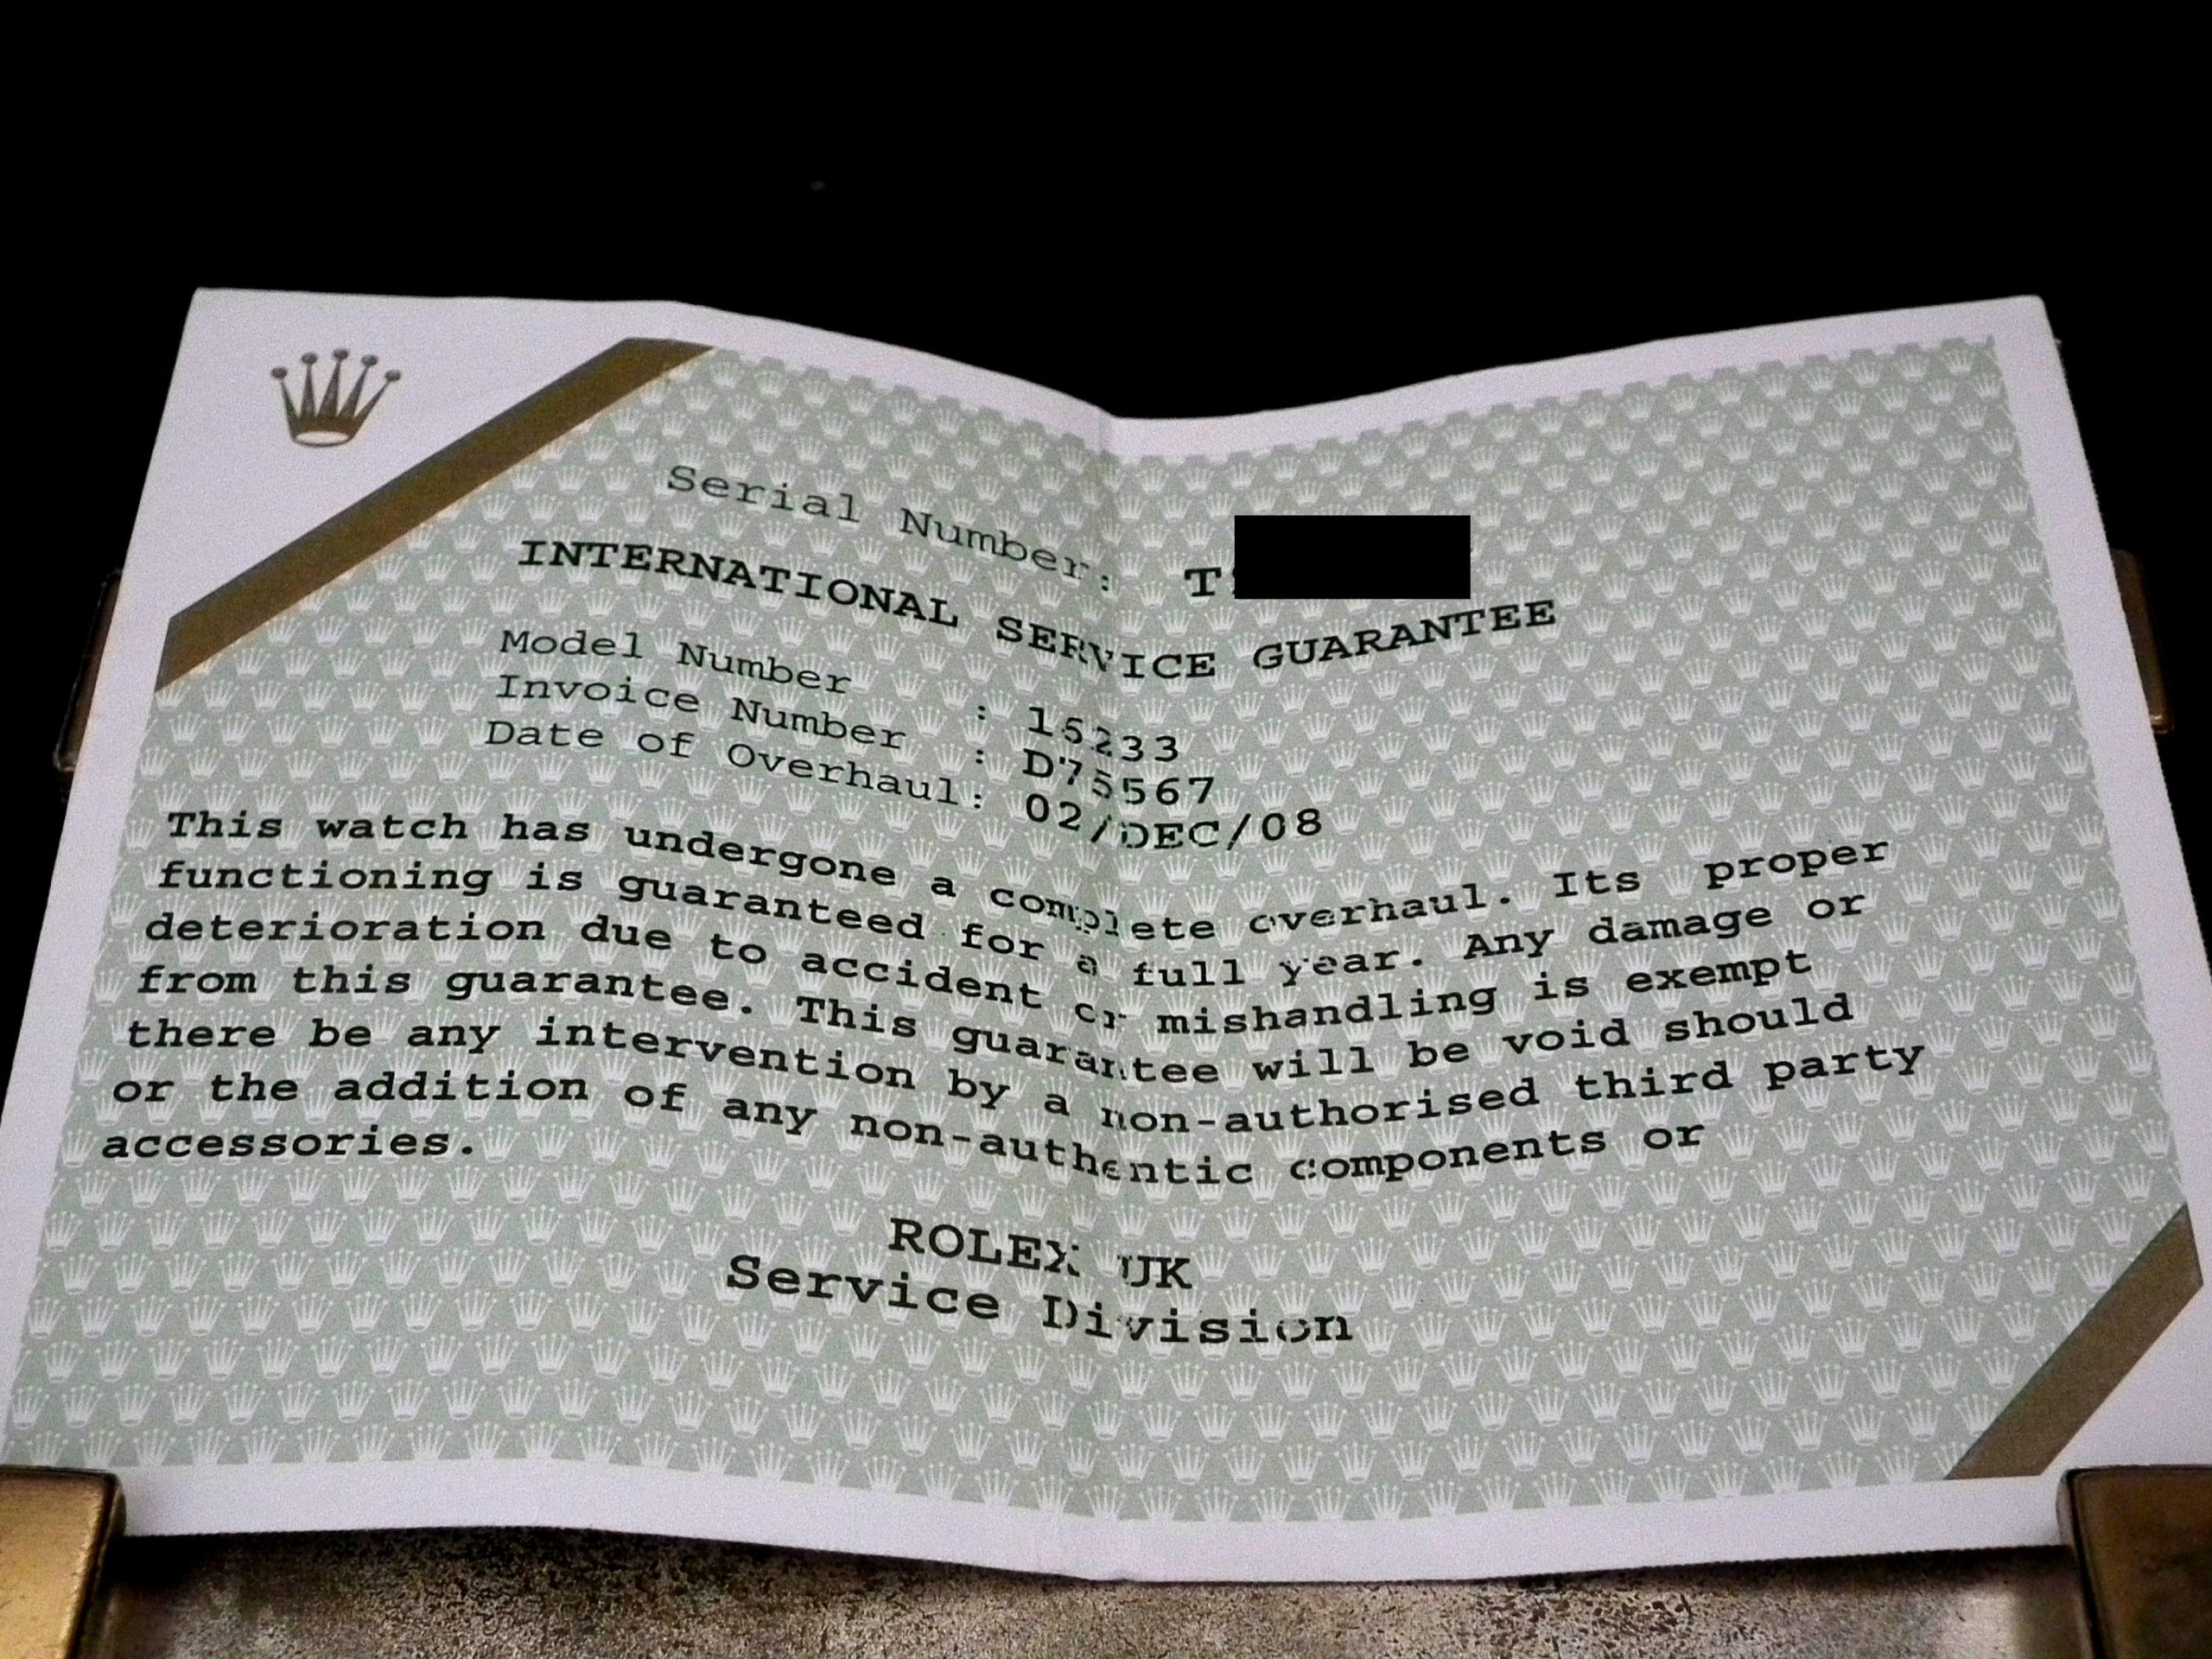 Serial Number: T
INTERNATIONAL SERVICE GUARANTEE
Model Number : 15233
Invoice Number : D75567
Date of Overhaul: 02/DEC/08
This watch has undergone a complete overhaul. Its proper
functioning is guaranteed for a full year. Any damage or
deterioration due to accident or mishandling is exempt
from this guarantee. This guarantee will be void should
there be any intervention by a non-authorised third party
or the addition of any non-authentic components or
accessories.
ROLEX UK
Service Division